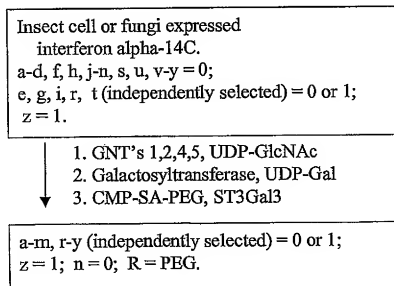 Insect cell or fungi expressed
interferon alpha-14C.
a-d, f, h, j-n, s, u, v-y = 0;
e, g, i, r, t (independently selected) = 0 or 1;
z = 1.
1. GNT's 1,2,4,5, UDP-GlcNAc
2. Galactosyltransferase, UDP-Gal
3. CMP-SA-PEG, ST3Gal3
a-m, r-y (independently selected) = 0 or 1;
z = 1; n = 0; R = PEG.